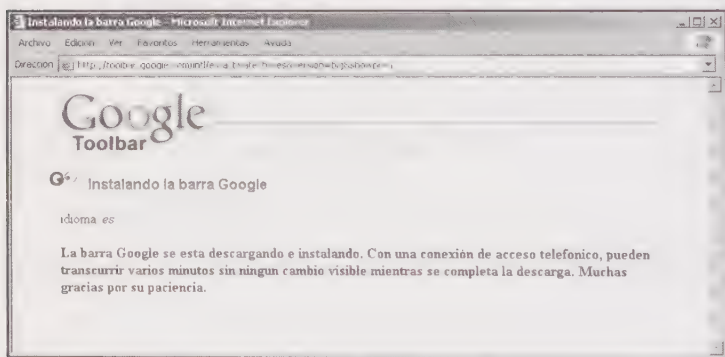 Instalando la barra Google - Microsoft Internet Explorer
Archivo Edición Ver Favoritos Herramientas Ayuda
Dirección
Google
Toolbar
Instalando la barra Google
idioma es
La barra Google se esta descargando e instalando. Con una conexión de acceso telefonico, pueden
transcurrir varios minutos sin ningun cambio visible mientras se completa la descarga. Muchas
gracias por su paciencia.